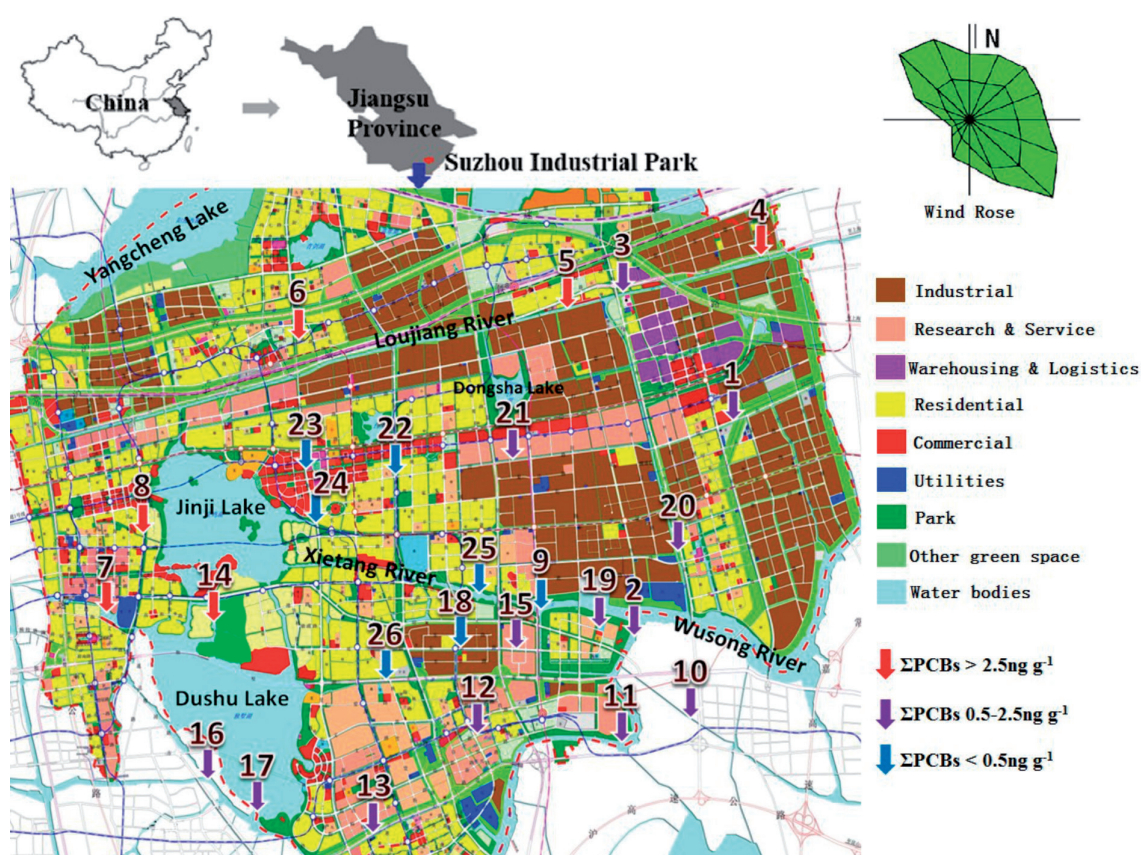 China
Jiangsu
Province
Suzhou Industrial Park
N
Wind Rose
Yangcheng Lake
4
3
5
6
Loujiang River
Dongsha Lake
1
21
23
22
24
8
Jinji Lake
20
Xietang River
25
9
7
14
18
15
19
2
Wusong River
26
10
Dushu Lake
12
11
16
17
13
Industrial
Research & Service
Warehousing & Logistics
Residential
Commercial
Utilities
Park
Other green space
Water bodies
ΣPCBs > 2.5ng g⁻¹
ΣPCBs 0.5-2.5ng g⁻¹
ΣPCBs < 0.5ng g⁻¹